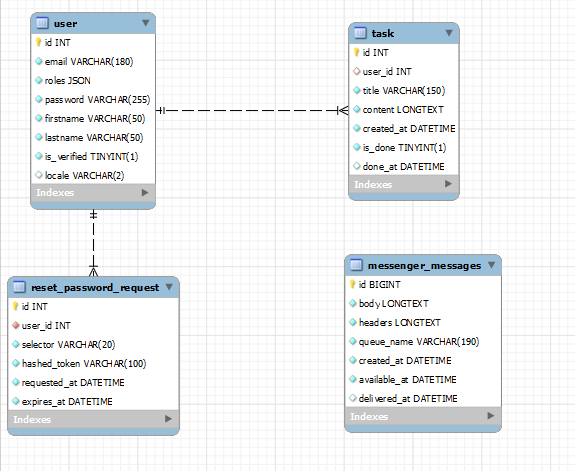 user
id INT
email VARCHAR(180)
roles JSON
password VARCHAR(255)
firstname VARCHAR(50)
lastname VARCHAR(50)
is_verified TINYINT(1)
locale VARCHAR(2)
Indexes
task
id INT
user_id INT
title VARCHAR(150)
content LONGTEXT
created_at DATETIME
is_done TINYINT(1)
done_at DATETIME
Indexes
reset_password_request
id INT
user_id INT
selector VARCHAR(20)
hashed_token VARCHAR(100)
requested_at DATETIME
expires_at DATETIME
Indexes
messenger_messages
id BIGINT
body LONGTEXT
headers LONGTEXT
queue_name VARCHAR(190)
created_at DATETIME
available_at DATETIME
delivered_at DATETIME
Indexes